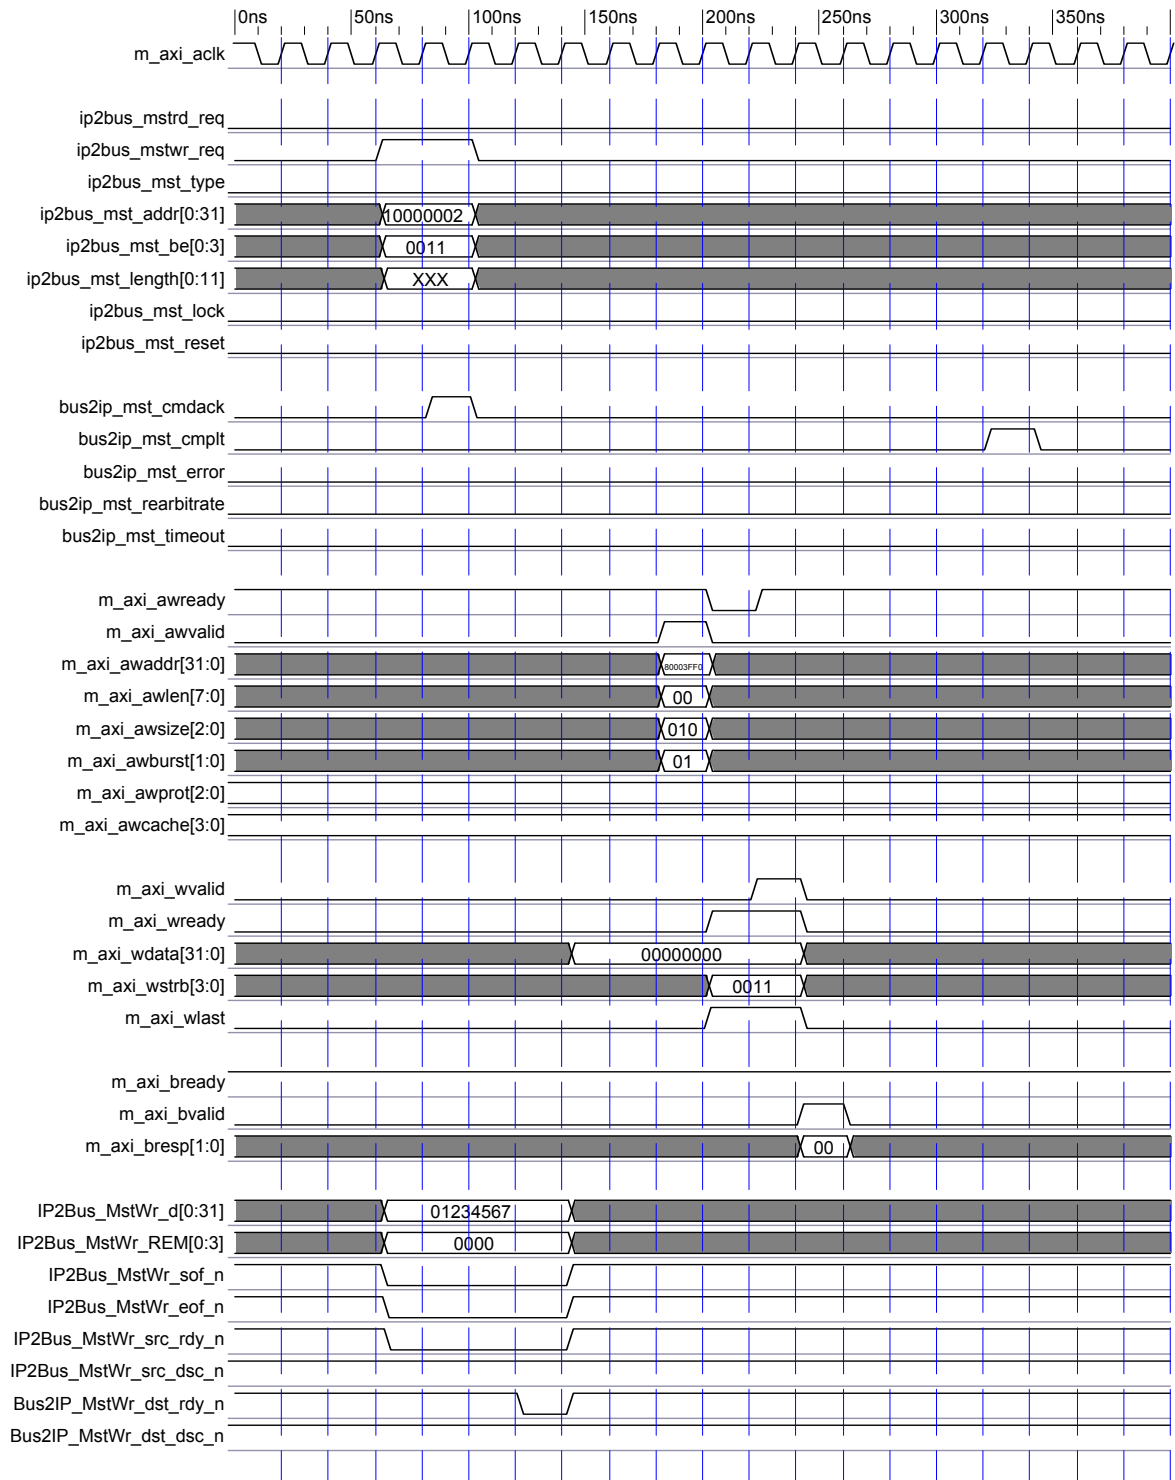 0ns 50ns 100ns 150ns 200ns 250ns 300ns 350ns
m_axi_aclk
ip2bus_mstrd_req
ip2bus_mstwr_req
ip2bus_mst_type
ip2bus_mst_addr[0:31] 10000002
ip2bus_mst_be[0:3] 0011
ip2bus_mst_length[0:11] XXX
ip2bus_mst_lock
ip2bus_mst_reset
bus2ip_mst_cmdack
bus2ip_mst_cmplt
bus2ip_mst_error
bus2ip_mst_rearbitrate
bus2ip_mst_timeout
m_axi_awready
m_axi_awvalid
m_axi_awaddr[31:0] 80003FF0
m_axi_awlen[7:0] 00
m_axi_awsize[2:0] 010
m_axi_awburst[1:0] 01
m_axi_awprot[2:0]
m_axi_awcache[3:0]
m_axi_wvalid
m_axi_wready
m_axi_wdata[31:0] 00000000
m_axi_wstrb[3:0] 0011
m_axi_wlast
m_axi_bready
m_axi_bvalid
m_axi_bresp[1:0] 00
IP2Bus_MstWr_d[0:31] 01234567
IP2Bus_MstWr_REM[0:3] 0000
IP2Bus_MstWr_sof_n
IP2Bus_MstWr_eof_n
IP2Bus_MstWr_src_rdy_n
IP2Bus_MstWr_src_dsc_n
Bus2IP_MstWr_dst_rdy_n
Bus2IP_MstWr_dst_dsc_n